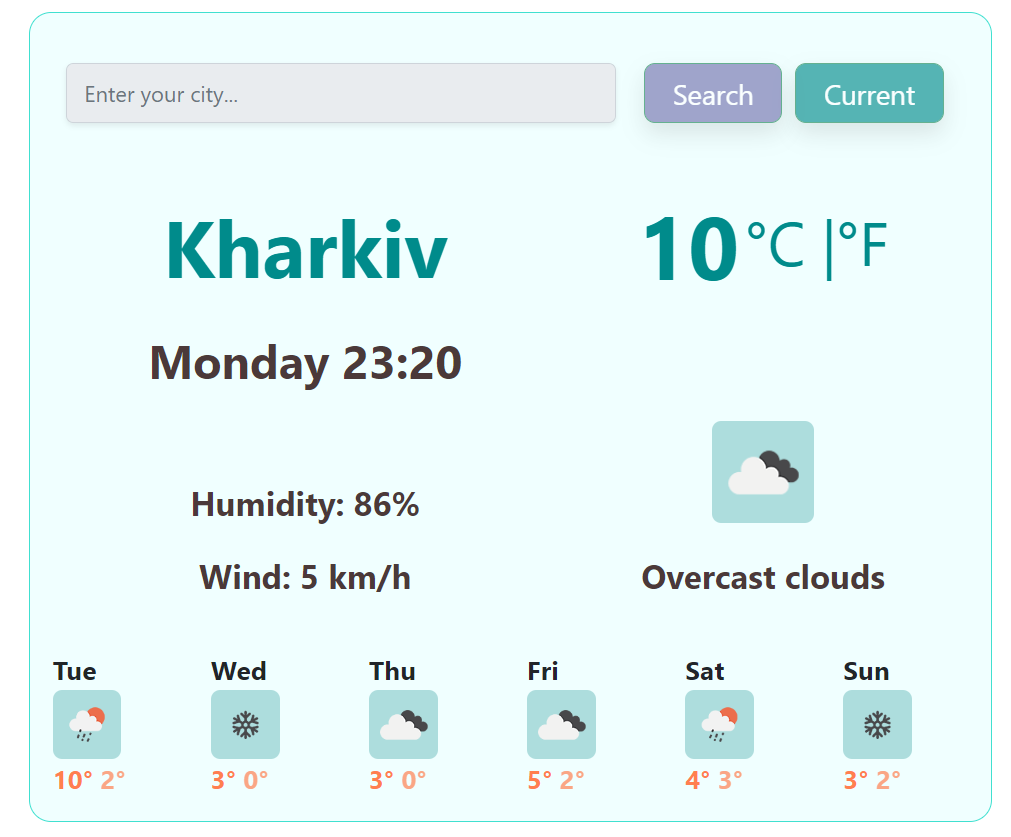 Enter your city...
Search
Current
Kharkiv
10 °C |°F
Monday 23:20
Humidity: 86%
Wind: 5 km/h
Overcast clouds
Tue Wed Thu Fri Sat Sun
10° 2° 3° 0° 3° 0° 5° 2° 4° 3° 3° 2°